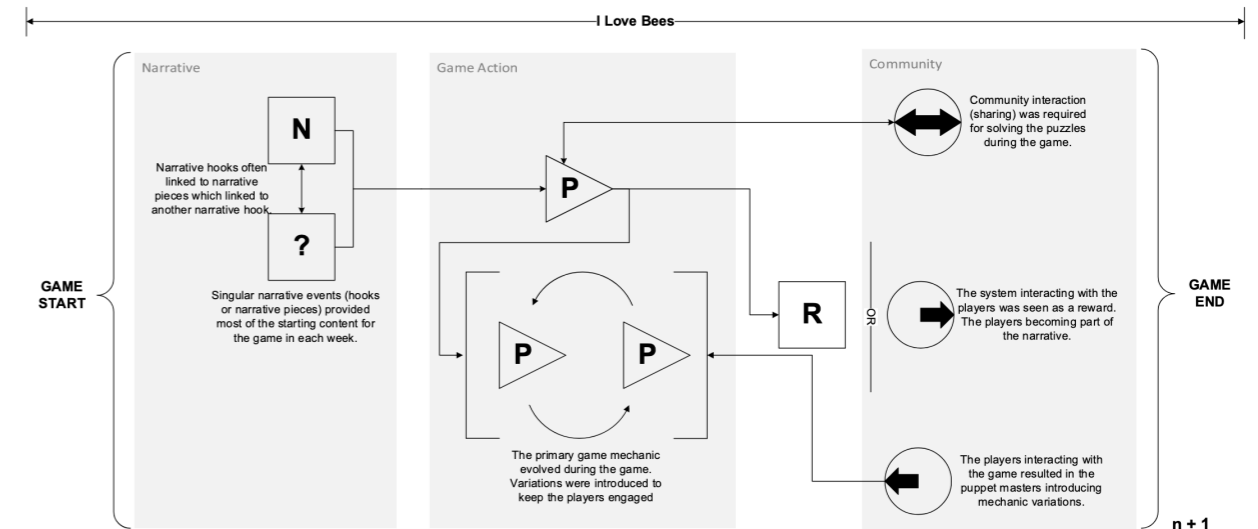 I Love Bees
Narrative
Game Action
Community
N
Narrative hooks often
linked to narrative
pieces which linked to
another narrative hook.
?
Singular narrative events (hooks
or narrative pieces) provided
most of the starting content for
the game in each week.
GAME
START
P
P
P
The primary game mechanic
evolved during the game.
Variations were introduced to
keep the players engaged
R
OR
Community interaction
(sharing) was required
for solving the puzzles
during the game.
The system interacting with the
players was seen as a reward.
The players becoming part of
the narrative.
The players interacting with
the game resulted in the
puppet masters introducing
mechanic variations.
GAME
END
n + 1